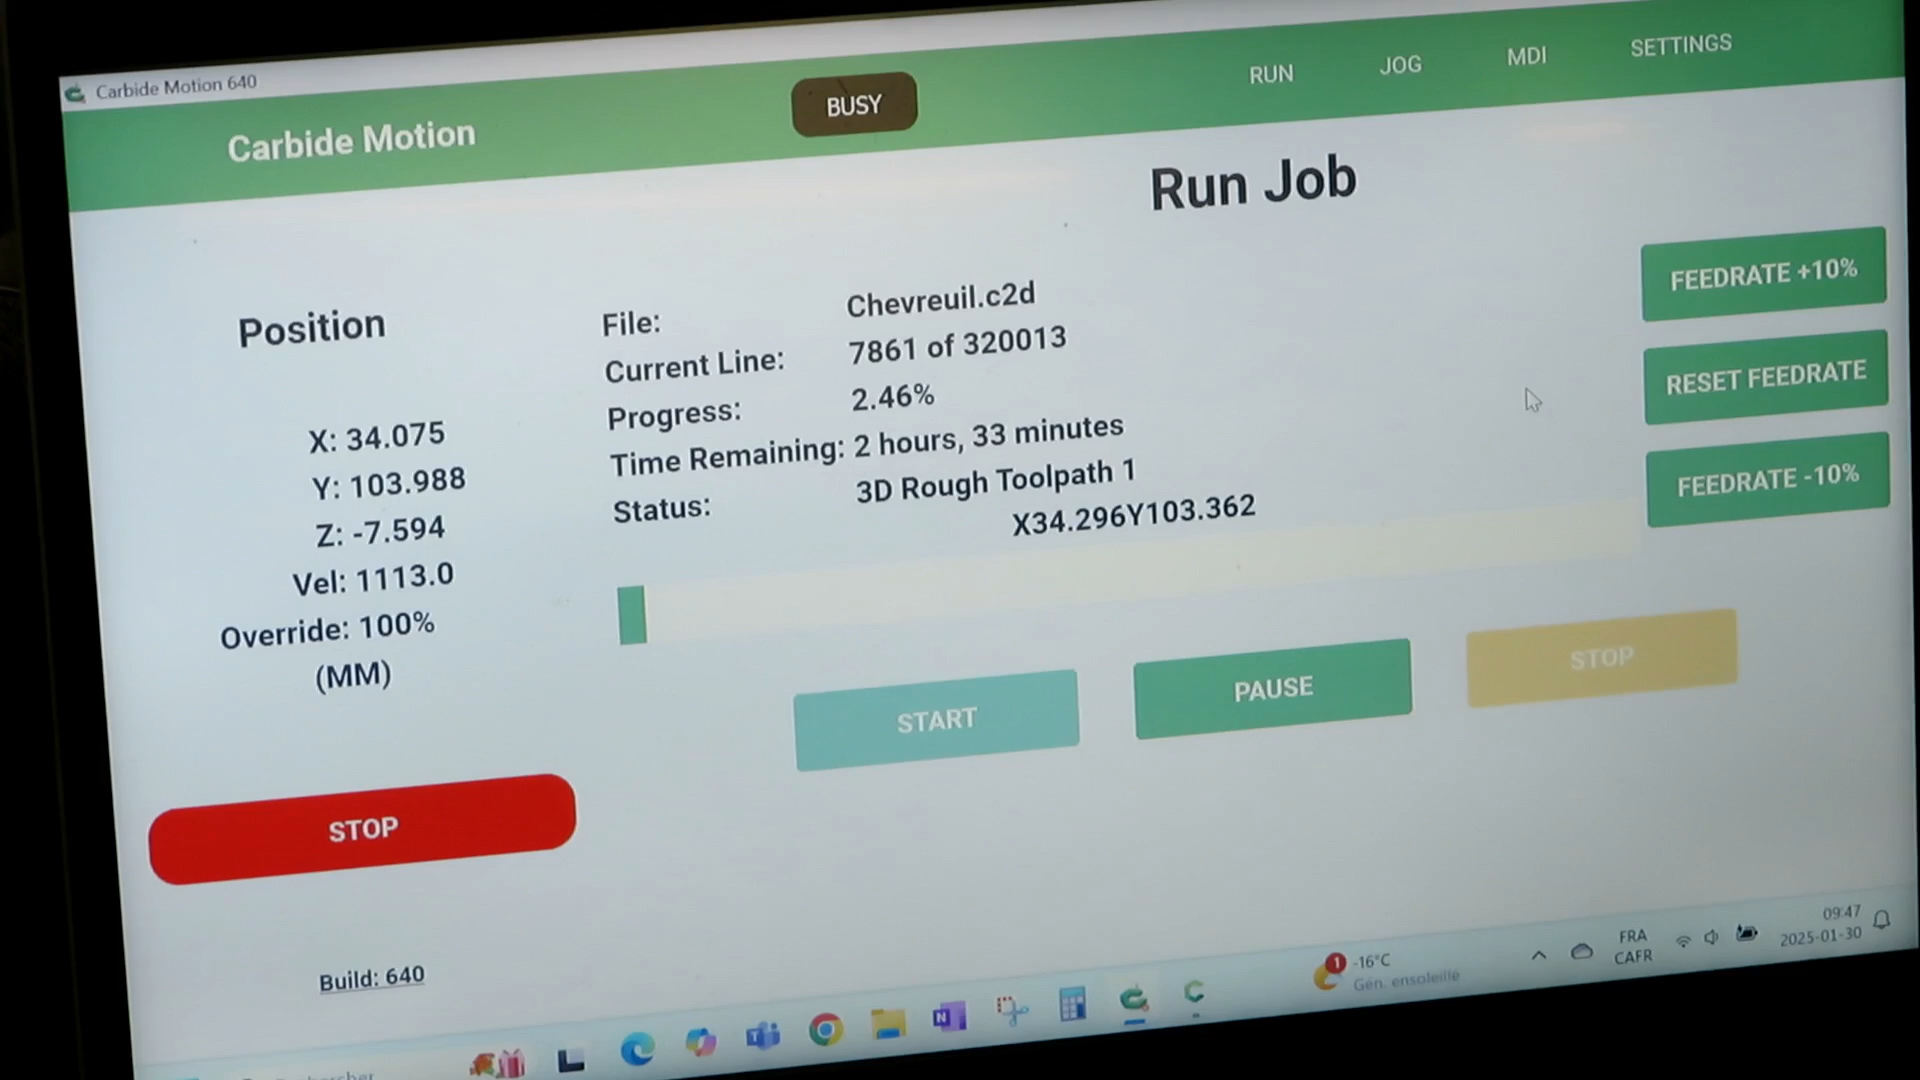 Carbide Motion 640
Carbide Motion
BUSY
RUN
JOG
MDI
SETTINGS
Run Job
Position
X: 34.075
Y: 103.988
Z: -7.594
Vel: 1113.0
Override: 100%
(MM)
File: Chevreuil.c2d
Current Line: 7861 of 320013
Progress: 2.46%
Time Remaining: 2 hours, 33 minutes
Status: 3D Rough Toolpath 1
X34.296Y103.362
FEEDRATE +10%
RESET FEEDRATE
FEEDRATE -10%
START
PAUSE
STOP
STOP
Build: 640
1
-16°C
Gén. ensoleillé
FRA
CAFR
09:47
2025-01-30